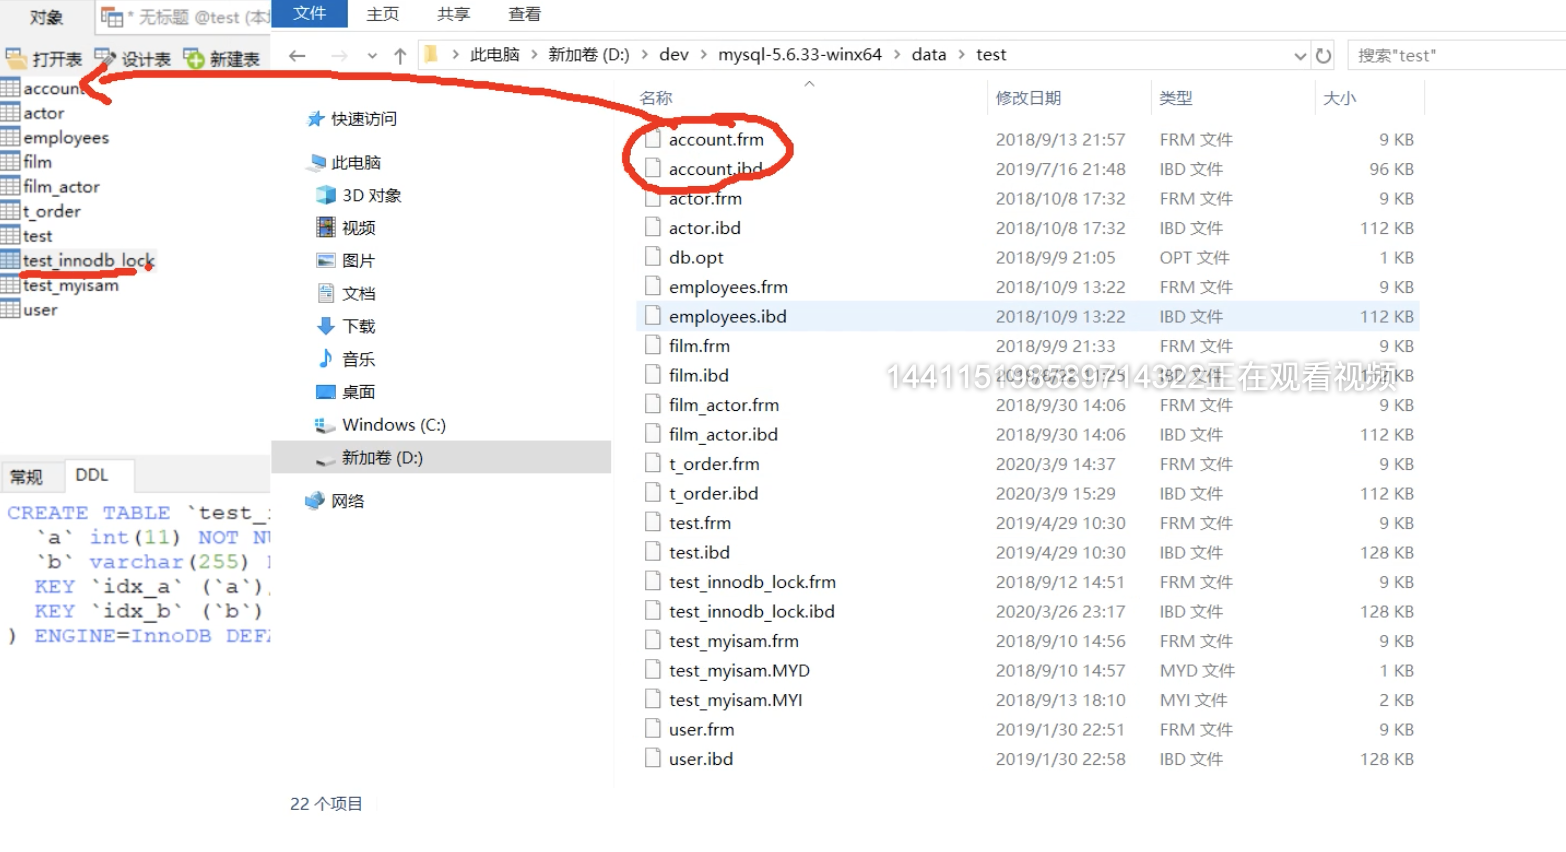 对象
* 无标题 @test (本
打开表 设计表 新建表
account
actor
employees
film
film_actor
t_order
test
test_innodb_lock
test_myisam
user
常规 DDL
CREATE TABLE `test_
`a` int(11) NOT NU
`b` varchar(255)
KEY `idx_a` (`a`),
KEY `idx_b` (`b`)
) ENGINE=InnoDB DEFA
文件 主页 共享 查看
此电脑 > 新加卷 (D:) > dev > mysql-5.6.33-winx64 > data > test
搜索"test"
快速访问
此电脑
3D 对象
视频
图片
文档
下载
音乐
桌面
Windows (C:)
新加卷 (D:)
网络
名称 修改日期 类型 大小
account.frm 2018/9/13 21:57 FRM 文件 9 KB
account.ibd 2019/7/16 21:48 IBD 文件 96 KB
actor.frm 2018/10/8 17:32 FRM 文件 9 KB
actor.ibd 2018/10/8 17:32 IBD 文件 112 KB
db.opt 2018/9/9 21:05 OPT 文件 1 KB
employees.frm 2018/10/9 13:22 FRM 文件 9 KB
employees.ibd 2018/10/9 13:22 IBD 文件 112 KB
film.frm 2018/9/9 21:33 FRM 文件 9 KB
film.ibd IBD 文件
正在观看视频
film_actor.frm 2018/9/30 14:06 FRM 文件 9 KB
film_actor.ibd 2018/9/30 14:06 IBD 文件 112 KB
t_order.frm 2020/3/9 14:37 FRM 文件 9 KB
t_order.ibd 2020/3/9 15:29 IBD 文件 112 KB
test.frm 2019/4/29 10:30 FRM 文件 9 KB
test.ibd 2019/4/29 10:30 IBD 文件 128 KB
test_innodb_lock.frm 2018/9/12 14:51 FRM 文件 9 KB
test_innodb_lock.ibd 2020/3/26 23:17 IBD 文件 128 KB
test_myisam.frm 2018/9/10 14:56 FRM 文件 9 KB
test_myisam.MYD 2018/9/10 14:57 MYD 文件 1 KB
test_myisam.MYI 2018/9/13 18:10 MYI 文件 2 KB
user.frm 2019/1/30 22:51 FRM 文件 9 KB
user.ibd 2019/1/30 22:58 IBD 文件 128 KB
22 个项目